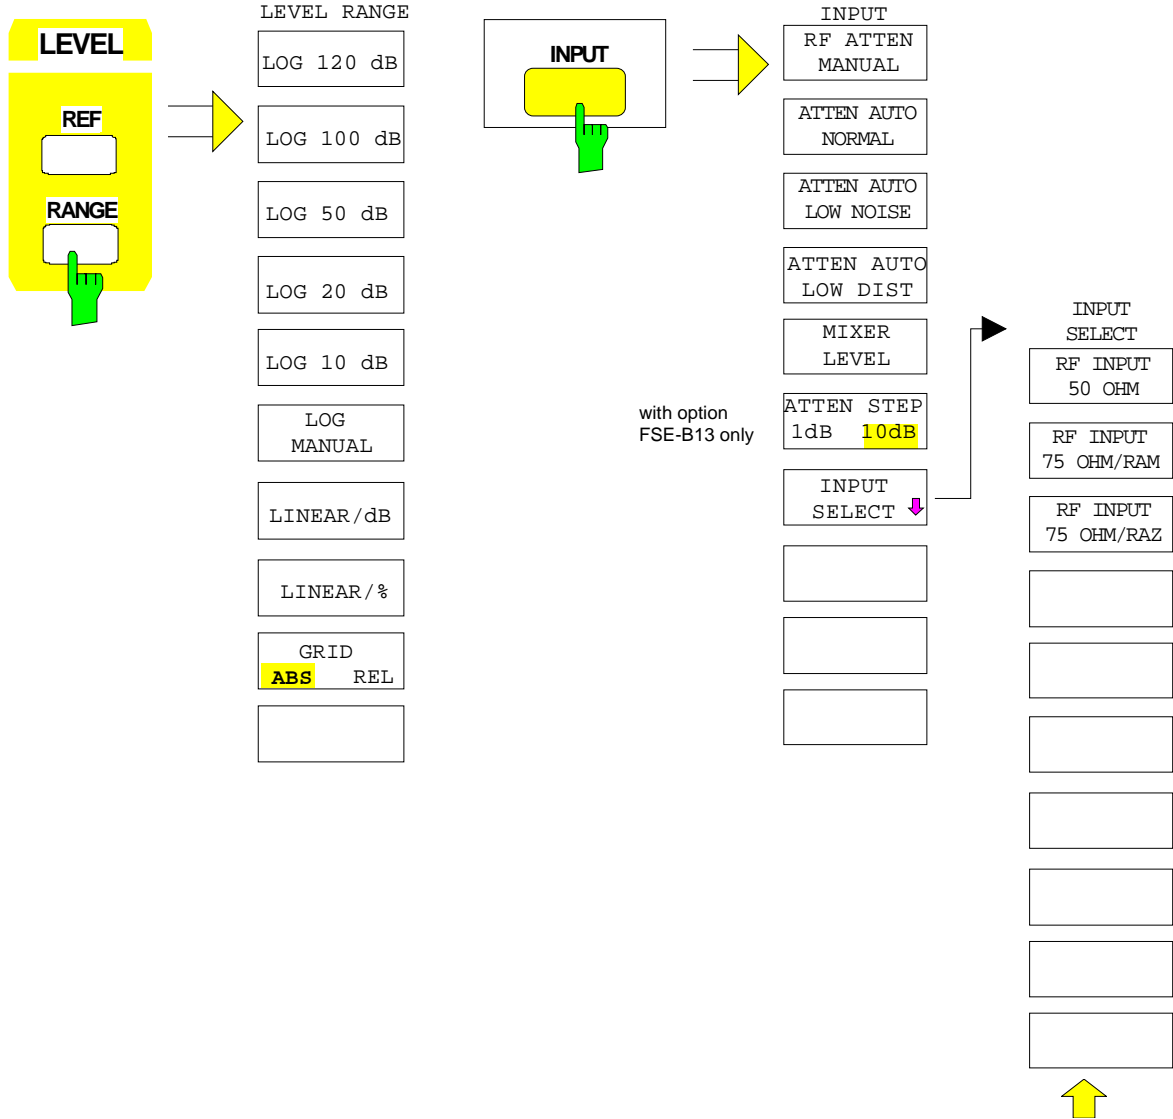 LEVEL
REF
RANGE
LEVEL RANGE
LOG 120 dB
LOG 100 dB
LOG 50 dB
LOG 20 dB
LOG 10 dB
LOG
MANUAL
LINEAR/dB
LINEAR/%
GRID
ABS REL
INPUT
INPUT
RF ATTEN
MANUAL
ATTEN AUTO
NORMAL
ATTEN AUTO
LOW NOISE
ATTEN AUTO
LOW DIST
MIXER
LEVEL
with option
FSE-B13 only
ATTEN STEP
1dB 10dB
INPUT
SELECT
INPUT
SELECT
RF INPUT
50 OHM
RF INPUT
75 OHM/RAM
RF INPUT
75 OHM/RAZ